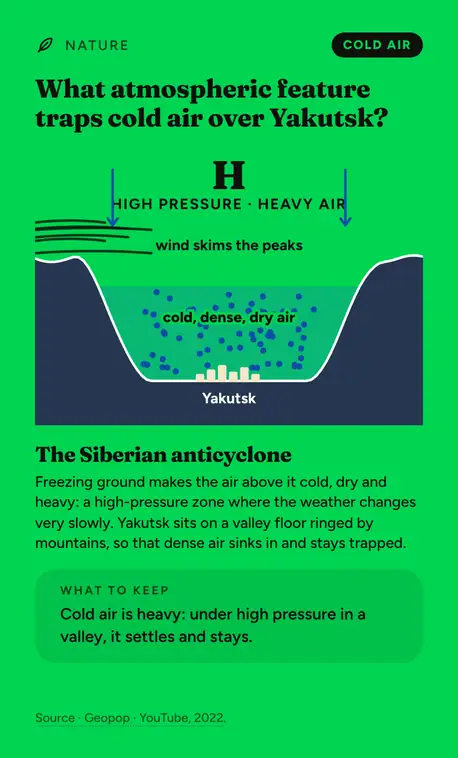 NATURE
COLD AIR
What atmospheric feature
traps cold air over Yakutsk?
H
HIGH PRESSURE · HEAVY AIR
wind skims the peaks
cold, dense, dry air
Yakutsk
The Siberian anticyclone
Freezing ground makes the air above it cold, dry and
heavy: a high-pressure zone where the weather changes
very slowly. Yakutsk sits on a valley floor ringed by
mountains, so that dense air sinks in and stays trapped.
WHAT TO KEEP
Cold air is heavy: under high pressure in a
valley, it settles and stays.
Source · Geopop · YouTube, 2022.